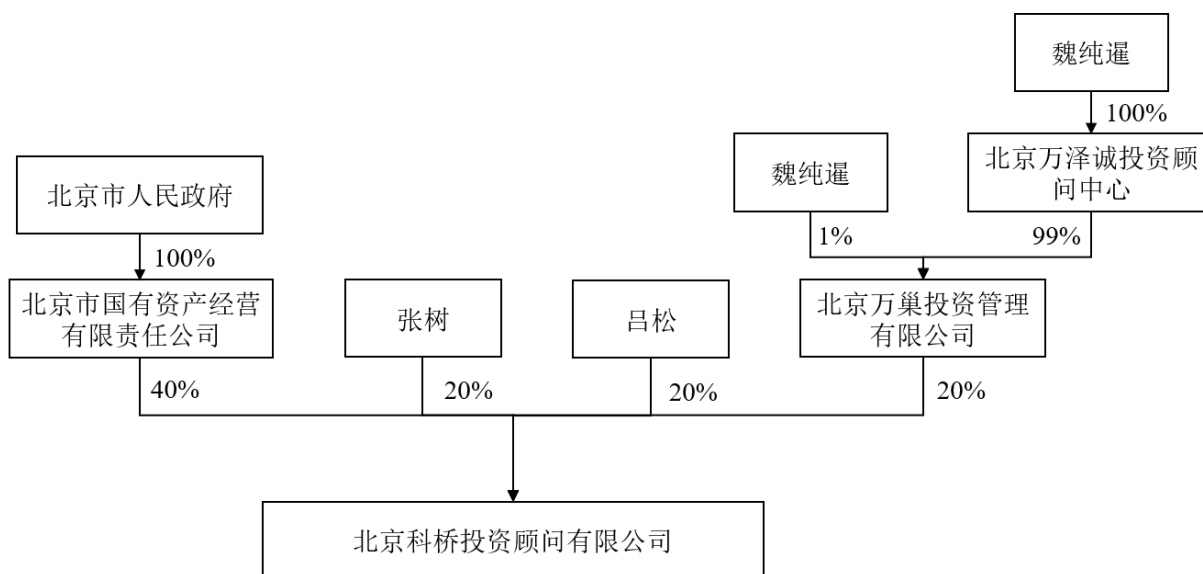 魏纯暹
100%
北京市人民政府
魏纯暹
北京万泽诚投资顾
问中心
100%
1%
99%
北京市国有资产经营
有限责任公司
张树
吕松
北京万巢投资管理
有限公司
40%
20%
20%
20%
北京科桥投资顾问有限公司